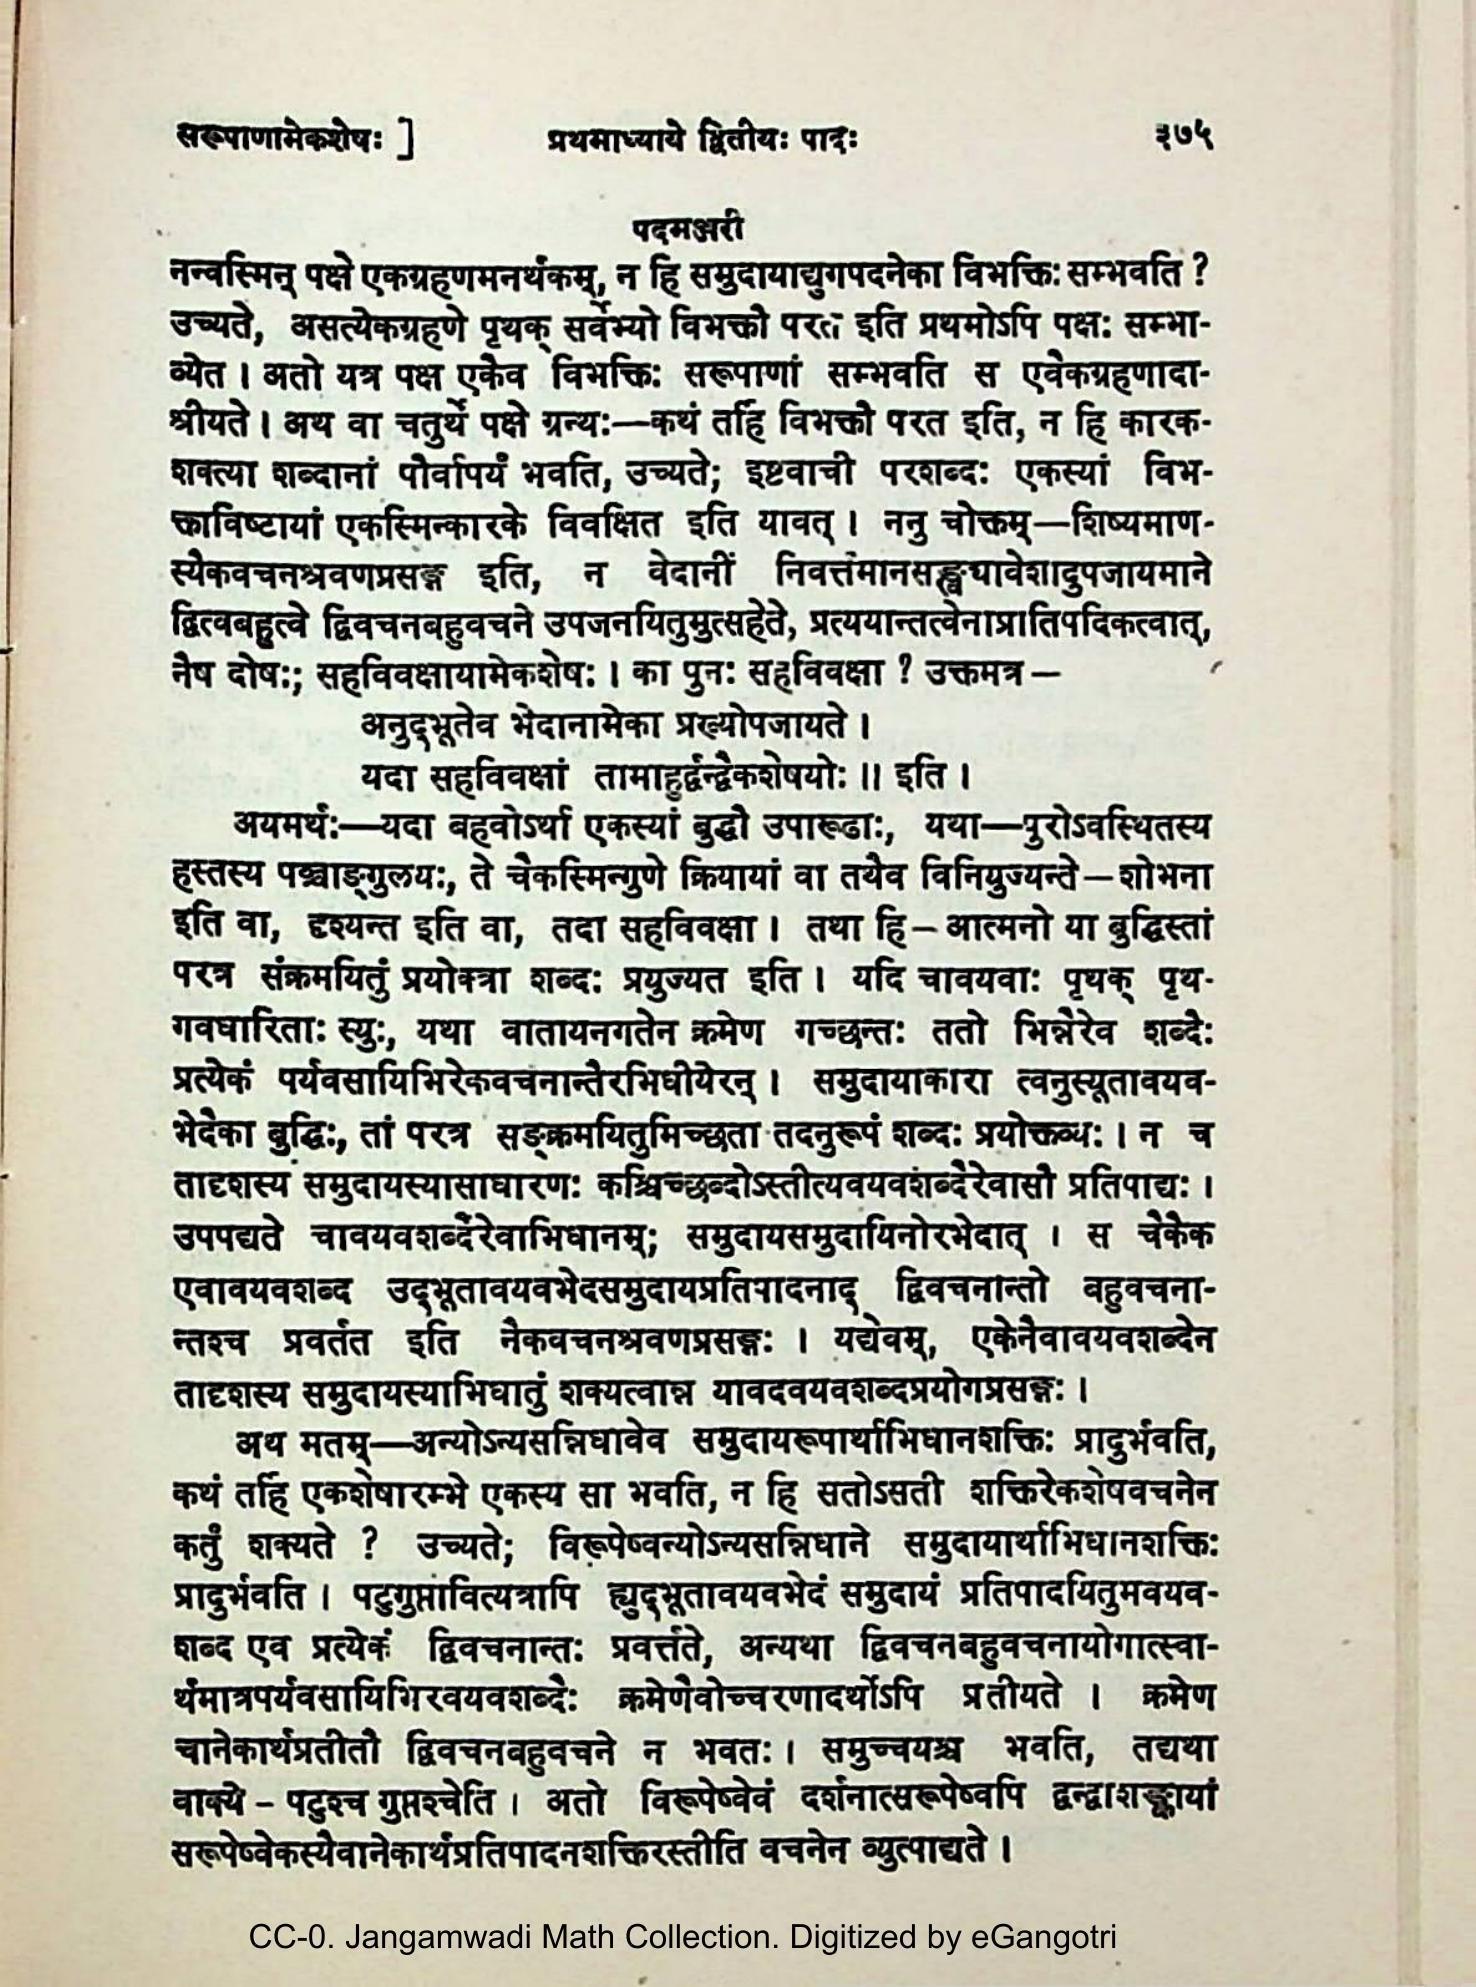 सरूपाणामेकशेषः ] प्रथमाध्याये द्वितीयः पादः ३७५
पदमञ्जरी
नन्वस्मिन् पक्षे एकग्रहणमनर्थकम्, न हि समुदायाद्युगपदनेका विभक्तिः सम्भवति ?
उच्यते, असत्येकग्रहणे पृथक् सर्वेभ्यो विभक्तौ परत इति प्रथमोऽपि पक्षः सम्भा-
व्येत । अतो यत्र पक्ष एकैव विभक्तिः सरूपाणां सम्भवति स एवैकग्रहणादा-
श्रीयते । अथ वा चतुर्थे पक्षे ग्रन्थः—कथं तर्हि विभक्तौ परत इति, न हि कारक-
शक्त्या शब्दानां पौर्वापर्यं भवति, उच्यते; इष्टवाची परशब्दः एकस्यां विभ-
क्ताविष्टायां एकस्मिन्कारके विवक्षित इति यावत् । ननु चोक्तम्—शिष्यमाण-
स्यैकवचनश्रवणप्रसङ्ग इति, न वेदानीं निवर्त्तमानसङ्ख्यावेशादुपजायमाने
द्वित्वबहुत्वे द्विवचनबहुवचने उपजनयितुमुत्सहेते, प्रत्ययान्तत्वेनाप्रातिपदिकत्वात्,
नैष दोषः; सहविवक्षायामेकशेषः । का पुनः सहविवक्षा ? उक्तमत्र —
अनुद्भूतेव भेदानामेका प्रख्योपजायते ।
यदा सहविवक्षां तामाहुर्द्वन्द्वैकशेषयोः ॥ इति ।
अयमर्थः—यदा बहवोऽर्था एकस्यां बुद्धौ उपारूढाः, यथा—पुरोऽवस्थितस्य
हस्तस्य पञ्चाङ्गुलयः, ते चैकस्मिन्गुणे क्रियायां वा तथैव विनियुज्यन्ते – शोभना
इति वा, दृश्यन्त इति वा, तदा सहविवक्षा । तथा हि – आत्मनो या बुद्धिस्तां
परत्र संक्रमयितुं प्रयोक्त्रा शब्दः प्रयुज्यत इति । यदि चावयवाः पृथक् पृथ-
गवधारिताः स्युः, यथा वातायनगतेन क्रमेण गच्छन्तः ततो भिन्नैरेव शब्दैः
प्रत्येकं पर्यवसायिभिरेकवचनान्तैरभिधीयेरन् । समुदायाकारा त्वनुस्यूतावयव-
भेदैका बुद्धिः, तां परत्र सङ्क्रमयितुमिच्छता तदनुरूपं शब्दः प्रयोक्तव्यः । न च
तादृशस्य समुदायस्यासाधारणः कश्चिच्छब्दोऽस्तीत्यवयवशब्दैरेवासौ प्रतिपाद्यः ।
उपपद्यते चावयवशब्दैरेवाभिधानम्; समुदायसमुदायिनोरभेदात् । स चैकैक
एवावयवशब्द उद्भूतावयवभेदसमुदायप्रतिपादनाद् द्विवचनान्तो बहुवचना-
न्तश्च प्रवर्तत इति नैकवचनश्रवणप्रसङ्गः । यद्येवम्, एकेनैवावयवशब्देन
तादृशस्य समुदायस्याभिधातुं शक्यत्वान्न यावदवयवशब्दप्रयोगप्रसङ्गः ।
अथ मतम्—अन्योऽन्यसन्निधावेव समुदायरूपार्थाभिधानशक्तिः प्रादुर्भवति,
कथं तर्हि एकशेषारम्भे एकस्य सा भवति, न हि सतोऽसती शक्तिरेकशेषवचनेन
कर्तुं शक्यते ? उच्यते; विरूपेष्वन्योऽन्यसन्निधाने समुदायार्थाभिधानशक्तिः
प्रादुर्भवति । पटुगुप्तावित्यत्रापि ह्युद्भूतावयवभेदं समुदायं प्रतिपादयितुमवयव-
शब्द एव प्रत्येकं द्विवचनान्तः प्रवर्त्तते, अन्यथा द्विवचनबहुवचनायोगात्स्वा-
र्थमात्रपर्यवसायिभिरवयवशब्दैः क्रमेणैवोच्चरणादर्थोऽपि प्रतीयते । क्रमेण
चानेकार्थप्रतीतौ द्विवचनबहुवचने न भवतः । समुच्चयश्च भवति, तद्यथा
वाक्ये – पटुश्च गुप्तश्चेति । अतो विरूपेष्वेवं दर्शनात्सरूपेष्वपि द्वन्द्वाशङ्कायां
सरूपेष्वेकस्यैवानेकार्थप्रतिपादनशक्तिरस्तीति वचनेन व्युत्पाद्यते ।
CC-0. Jangamwadi Math Collection. Digitized by eGangotri